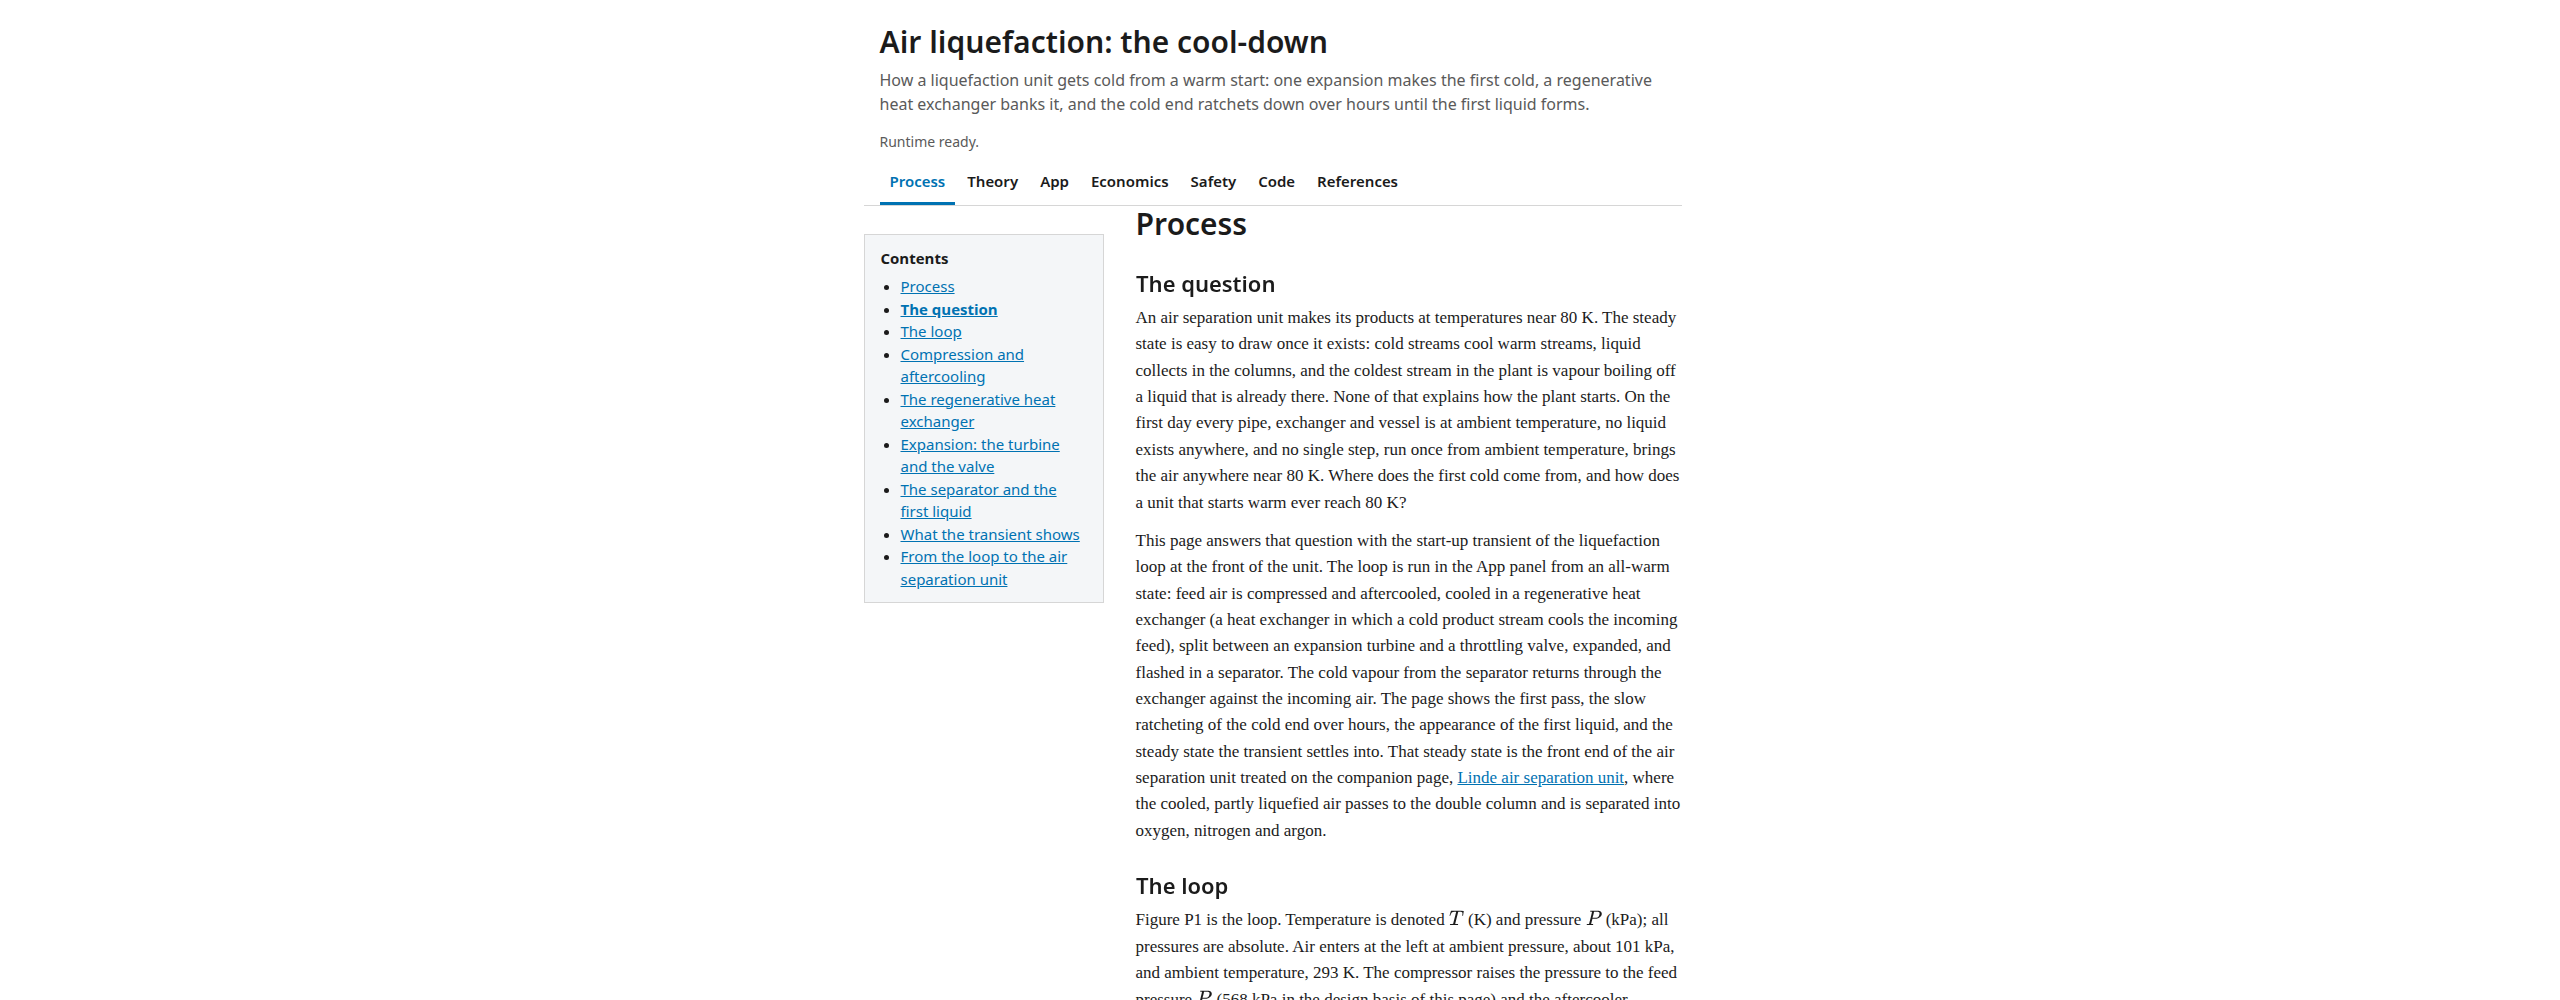 Air liquefaction: the cool-down
How a liquefaction unit gets cold from a warm start: one expansion makes the first cold, a regenerative
heat exchanger banks it, and the cold end ratchets down over hours until the first liquid forms.
Runtime ready.
Process Theory App Economics Safety Code References
Contents
Process
The question
The loop
Compression and
aftercooling
The regenerative heat
exchanger
Expansion: the turbine
and the valve
The separator and the
first liquid
What the transient shows
From the loop to the air
separation unit
Process
The question
An air separation unit makes its products at temperatures near 80 K. The steady
state is easy to draw once it exists: cold streams cool warm streams, liquid
collects in the columns, and the coldest stream in the plant is vapour boiling off
a liquid that is already there. None of that explains how the plant starts. On the
first day every pipe, exchanger and vessel is at ambient temperature, no liquid
exists anywhere, and no single step, run once from ambient temperature, brings
the air anywhere near 80 K. Where does the first cold come from, and how does
a unit that starts warm ever reach 80 K?
This page answers that question with the start-up transient of the liquefaction
loop at the front of the unit. The loop is run in the App panel from an all-warm
state: feed air is compressed and aftercooled, cooled in a regenerative heat
exchanger (a heat exchanger in which a cold product stream cools the incoming
feed), split between an expansion turbine and a throttling valve, expanded, and
flashed in a separator. The cold vapour from the separator returns through the
exchanger against the incoming air. The page shows the first pass, the slow
ratcheting of the cold end over hours, the appearance of the first liquid, and the
steady state the transient settles into. That steady state is the front end of the air
separation unit treated on the companion page, Linde air separation unit, where
the cooled, partly liquefied air passes to the double column and is separated into
oxygen, nitrogen and argon.
The loop
Figure P1 is the loop. Temperature is denoted T (K) and pressure P (kPa); all
pressures are absolute. Air enters at the left at ambient pressure, about 101 kPa,
and ambient temperature, 293 K. The compressor raises the pressure to the feed
pressure P (568 kPa in the design basis of this page) and the aftercooler